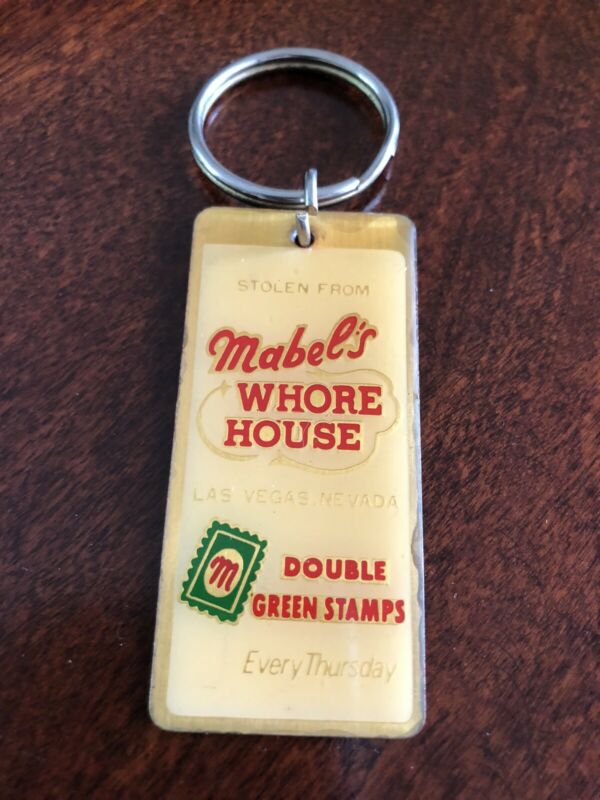 STOLEN FROM
Mabel's
WHORE
HOUSE
LAS VEGAS, NEVADA
m
DOUBLE
GREEN STAMPS
Every Thursday